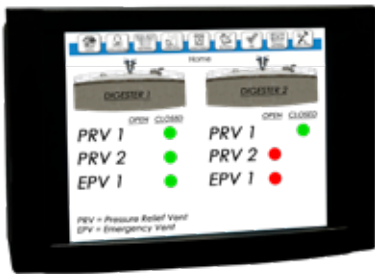 Home
DIGESTER 1 DIGESTER 2
OPEN CLOSED OPEN CLOSED
PRV 1 PRV 1
PRV 2 PRV 2
EPV 1 EPV 1
PRV = Pressure Relief Vent
EPV = Emergency Vent